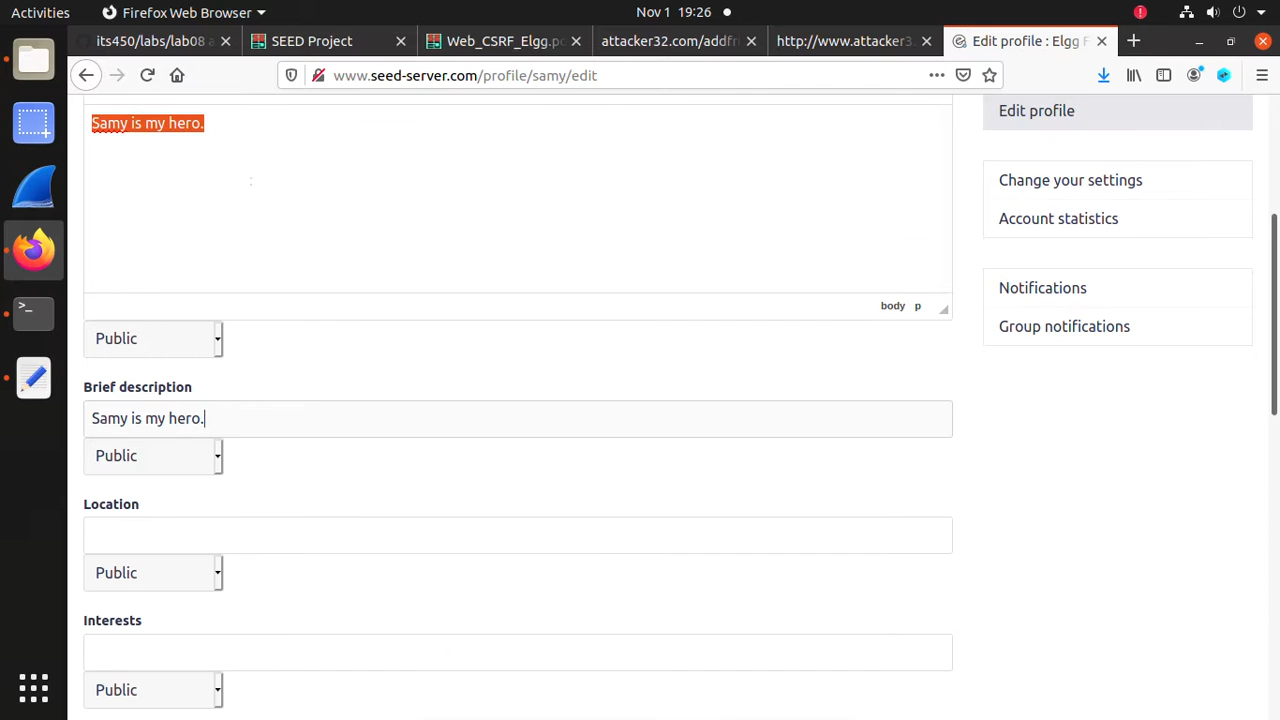 Activities
Firefox Web Browser
Nov 1 19:26
its450/labs/lab08 a
SEED Project
Web_CSRF_Elgg.pd
attacker32.com/addfr
http://www.attacker3
Edit profile : Elgg F
www.seed-server.com/profile/samy/edit
Samy is my hero.
body p
Public
Brief description
Samy is my hero.
Public
Location
Public
Interests
Public
Edit profile
Change your settings
Account statistics
Notifications
Group notifications